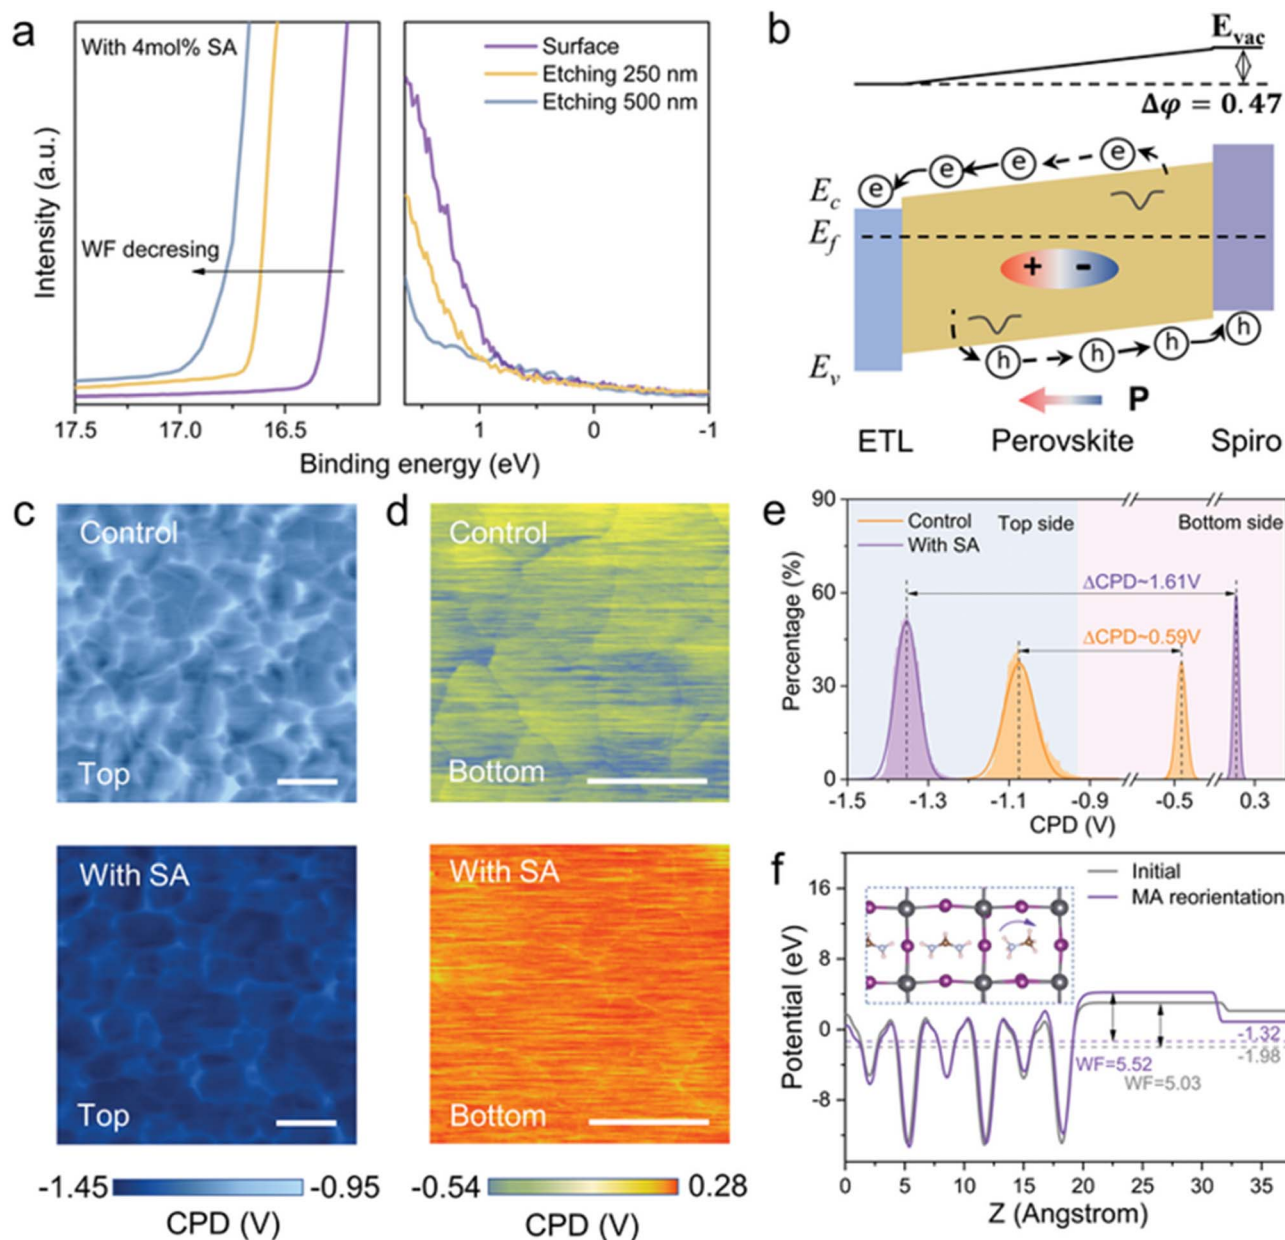 a
With 4mol% SA
Surface
Etching 250 nm
Etching 500 nm
WF decresing
Intensity (a.u.)
17.5
17.0
16.5
1
0
-1
Binding energy (eV)
b
Evac
Δφ = 0.47
e e e e
Ec
Ef
+ -
Ev
h h h h
P
ETL
Perovskite
Spiro
c
Control
Top
With SA
Top
-1.45
-0.95
CPD (V)
d
Control
Bottom
With SA
Bottom
-0.54
0.28
CPD (V)
e
90
60
30
0
Percentage (%)
Control
With SA
Top side
Bottom side
ΔCPD~1.61V
ΔCPD~0.59V
-1.5
-1.3
-1.1
-0.9
-0.5
0.3
CPD (V)
f
16
8
0
-8
Potential (eV)
Initial
MA reorientation
-1.32
WF=5.52
-1.98
WF=5.03
0
5
10
15
20
25
30
35
Z (Angstrom)